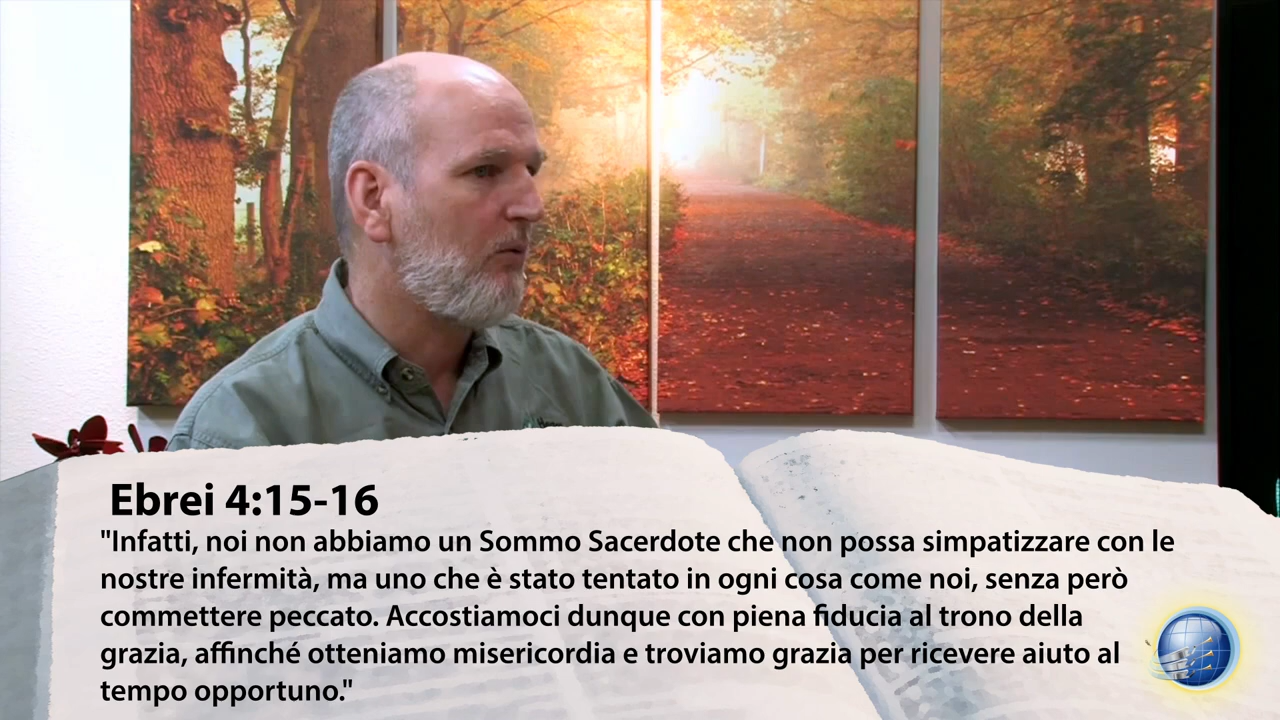 Ebrei 4:15-16
"Infatti, noi non abbiamo un Sommo Sacerdote che non possa simpatizzare con le
nostre infermità, ma uno che è stato tentato in ogni cosa come noi, senza però
commettere peccato. Accostiamoci dunque con piena fiducia al trono della
grazia, affinché otteniamo misericordia e troviamo grazia per ricevere aiuto al
tempo opportuno."